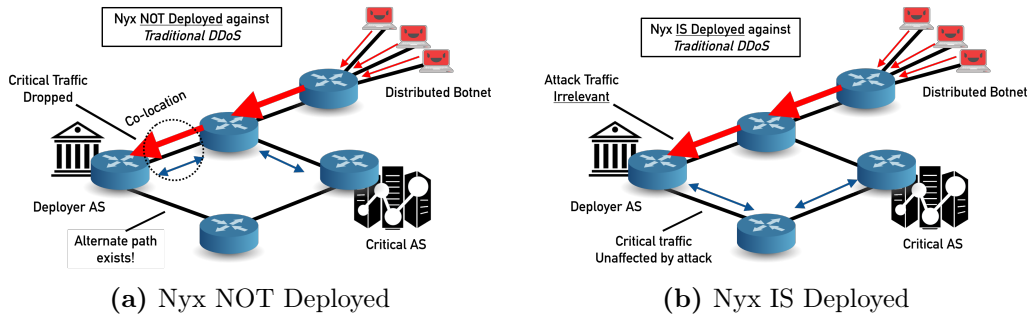 Nyx NOT Deployed against
Traditional DDoS
Critical Traffic
Dropped
Co-location
Distributed Botnet
Deployer AS
Alternate path
exists!
Critical AS
(a) Nyx NOT Deployed
Nyx IS Deployed against
Traditional DDoS
Attack Traffic
Irrelevant
Distributed Botnet
Deployer AS
Critical traffic
Unaffected by attack
Critical AS
(b) Nyx IS Deployed